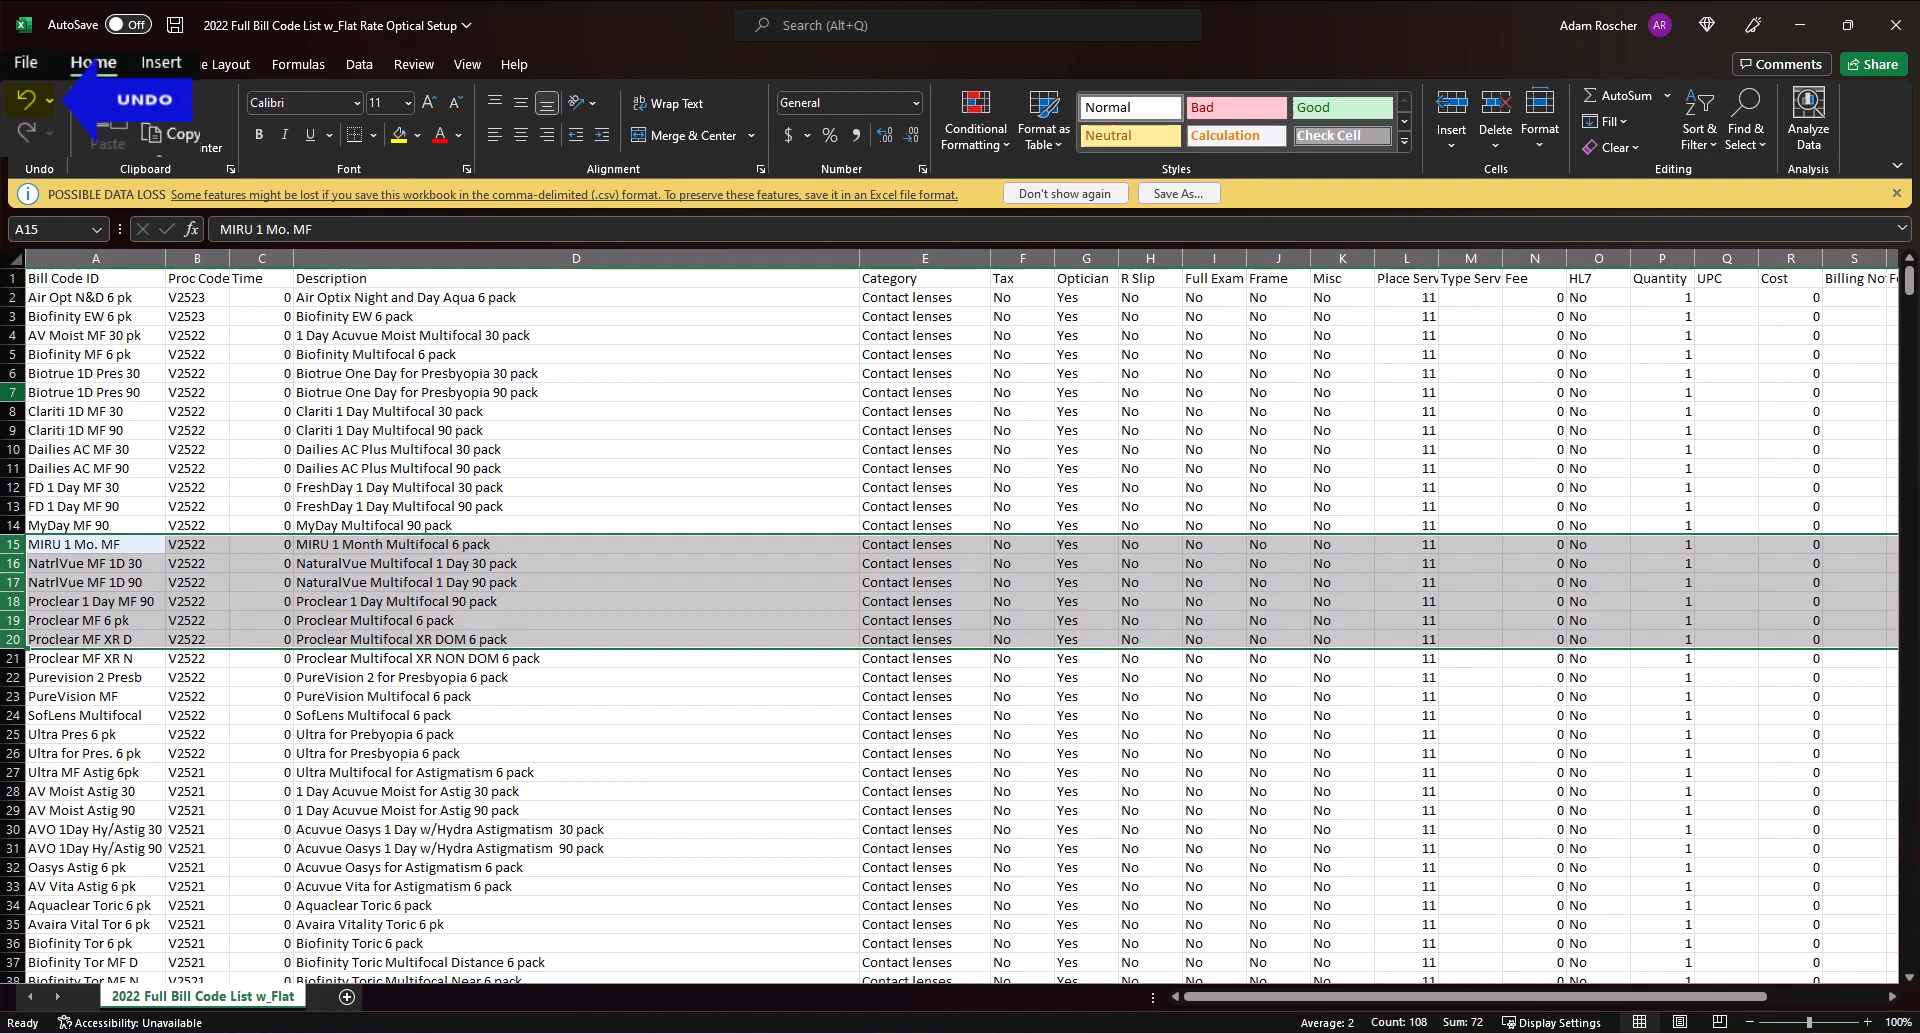 AutoSave Off 2022 Full Bill Code List w_Flat Rate Optical Setup Search (Alt+Q) Adam Roscher AR
File Home Insert e Layout Formulas Data Review View Help Comments Share
UNDO Calibri 11 Wrap Text General Normal Bad Good AutoSum
Paste Copy B I U A Merge & Center $ % Conditional Formatting Format as Table Neutral Calculation Check Cell Insert Delete Format Fill Sort & Filter Find & Select Analyze Data
nter Clear
Undo Clipboard Font Alignment Number Styles Cells Editing Analysis
POSSIBLE DATA LOSS Some features might be lost if you save this workbook in the comma-delimited (.csv) format. To preserve these features, save it in an Excel file format. Don't show again Save As...
A15 fx MIRU 1 Mo. MF
A B C D E F G H I J K L M N O P Q R S
1 Bill Code ID Proc Code Time Description Category Tax Optician R Slip Full Exam Frame Misc Place Serv Type Serv Fee HL7 Quantity UPC Cost Billing No Fe
2 Air Opt N&D 6 pk V2523 0 Air Optix Night and Day Aqua 6 pack Contact lenses No Yes No No No No 11 0 No 1 0
3 Biofinity EW 6 pk V2523 0 Biofinity EW 6 pack Contact lenses No Yes No No No No 11 0 No 1 0
4 AV Moist MF 30 pk V2522 0 1 Day Acuvue Moist Multifocal 30 pack Contact lenses No Yes No No No No 11 0 No 1 0
5 Biofinity MF 6 pk V2522 0 Biofinity Multifocal 6 pack Contact lenses No Yes No No No No 11 0 No 1 0
6 Biotrue 1D Pres 30 V2522 0 Biotrue One Day for Presbyopia 30 pack Contact lenses No Yes No No No No 11 0 No 1 0
7 Biotrue 1D Pres 90 V2522 0 Biotrue One Day for Presbyopia 90 pack Contact lenses No Yes No No No No 11 0 No 1 0
8 Clariti 1D MF 30 V2522 0 Clariti 1 Day Multifocal 30 pack Contact lenses No Yes No No No No 11 0 No 1 0
9 Clariti 1D MF 90 V2522 0 Clariti 1 Day Multifocal 90 pack Contact lenses No Yes No No No No 11 0 No 1 0
10 Dailies AC MF 30 V2522 0 Dailies AC Plus Multifocal 30 pack Contact lenses No Yes No No No No 11 0 No 1 0
11 Dailies AC MF 90 V2522 0 Dailies AC Plus Multifocal 90 pack Contact lenses No Yes No No No No 11 0 No 1 0
12 FD 1 Day MF 30 V2522 0 FreshDay 1 Day Multifocal 30 pack Contact lenses No Yes No No No No 11 0 No 1 0
13 FD 1 Day MF 90 V2522 0 FreshDay 1 Day Multifocal 90 pack Contact lenses No Yes No No No No 11 0 No 1 0
14 MyDay MF 90 V2522 0 MyDay Multifocal 90 pack Contact lenses No Yes No No No No 11 0 No 1 0
15 MIRU 1 Mo. MF V2522 0 MIRU 1 Month Multifocal 6 pack Contact lenses No Yes No No No No 11 0 No 1 0
16 NatrlVue MF 1D 30 V2522 0 NaturalVue Multifocal 1 Day 30 pack Contact lenses No Yes No No No No 11 0 No 1 0
17 NatrlVue MF 1D 90 V2522 0 NaturalVue Multifocal 1 Day 90 pack Contact lenses No Yes No No No No 11 0 No 1 0
18 Proclear 1 Day MF 90 V2522 0 Proclear 1 Day Multifocal 90 pack Contact lenses No Yes No No No No 11 0 No 1 0
19 Proclear MF 6 pk V2522 0 Proclear Multifocal 6 pack Contact lenses No Yes No No No No 11 0 No 1 0
20 Proclear MF XR D V2522 0 Proclear Multifocal XR DOM 6 pack Contact lenses No Yes No No No No 11 0 No 1 0
21 Proclear MF XR N V2522 0 Proclear Multifocal XR NON DOM 6 pack Contact lenses No Yes No No No No 11 0 No 1 0
22 Purevision 2 Presb V2522 0 PureVision 2 for Presbyopia 6 pack Contact lenses No Yes No No No No 11 0 No 1 0
23 PureVision MF V2522 0 PureVision Multifocal 6 pack Contact lenses No Yes No No No No 11 0 No 1 0
24 SofLens Multifocal V2522 0 SofLens Multifocal 6 pack Contact lenses No Yes No No No No 11 0 No 1 0
25 Ultra Pres 6 pk V2522 0 Ultra for Prebyopia 6 pack Contact lenses No Yes No No No No 11 0 No 1 0
26 Ultra for Pres. 6 pk V2522 0 Ultra for Presbyopia 6 pack Contact lenses No Yes No No No No 11 0 No 1 0
27 Ultra MF Astig 6pk V2521 0 Ultra Multifocal for Astigmatism 6 pack Contact lenses No Yes No No No No 11 0 No 1 0
28 AV Moist Astig 30 V2521 0 1 Day Acuvue Moist for Astig 30 pack Contact lenses No Yes No No No No 11 0 No 1 0
29 AV Moist Astig 90 V2521 0 1 Day Acuvue Moist for Astig 90 pack Contact lenses No Yes No No No No 11 0 No 1 0
30 AVO 1Day Hy/Astig 30 V2521 0 Acuvue Oasys 1 Day w/Hydra Astigmatism 30 pack Contact lenses No Yes No No No No 11 0 No 1 0
31 AVO 1Day Hy/Astig 90 V2521 0 Acuvue Oasys 1 Day w/Hydra Astigmatism 90 pack Contact lenses No Yes No No No No 11 0 No 1 0
32 Oasys Astig 6 pk V2521 0 Acuvue Oasys for Astigmatism 6 pack Contact lenses No Yes No No No No 11 0 No 1 0
33 AV Vita Astig 6 pk V2521 0 Acuvue Vita for Astigmatism 6 pack Contact lenses No Yes No No No No 11 0 No 1 0
34 Aquaclear Toric 6 pk V2521 0 Aquaclear Toric 6 pack Contact lenses No Yes No No No No 11 0 No 1 0
35 Avaira Vital Tor 6 pk V2521 0 Avaira Vitality Toric 6 pk Contact lenses No Yes No No No No 11 0 No 1 0
36 Biofinity Tor 6 pk V2521 0 Biofinity Toric 6 pack Contact lenses No Yes No No No No 11 0 No 1 0
37 Biofinity Tor MF D V2521 0 Biofinity Toric Multifocal Distance 6 pack Contact lenses No Yes No No No No 11 0 No 1 0
38 Biofinity Tor MF N V2521 0 Biofinity Toric Multifocal Near 6 pack Contact lenses No Yes No No No No 11 0 No 1 0
2022 Full Bill Code List w_Flat
Ready Accessibility: Unavailable Average: 2 Count: 108 Sum: 72 Display Settings 100%